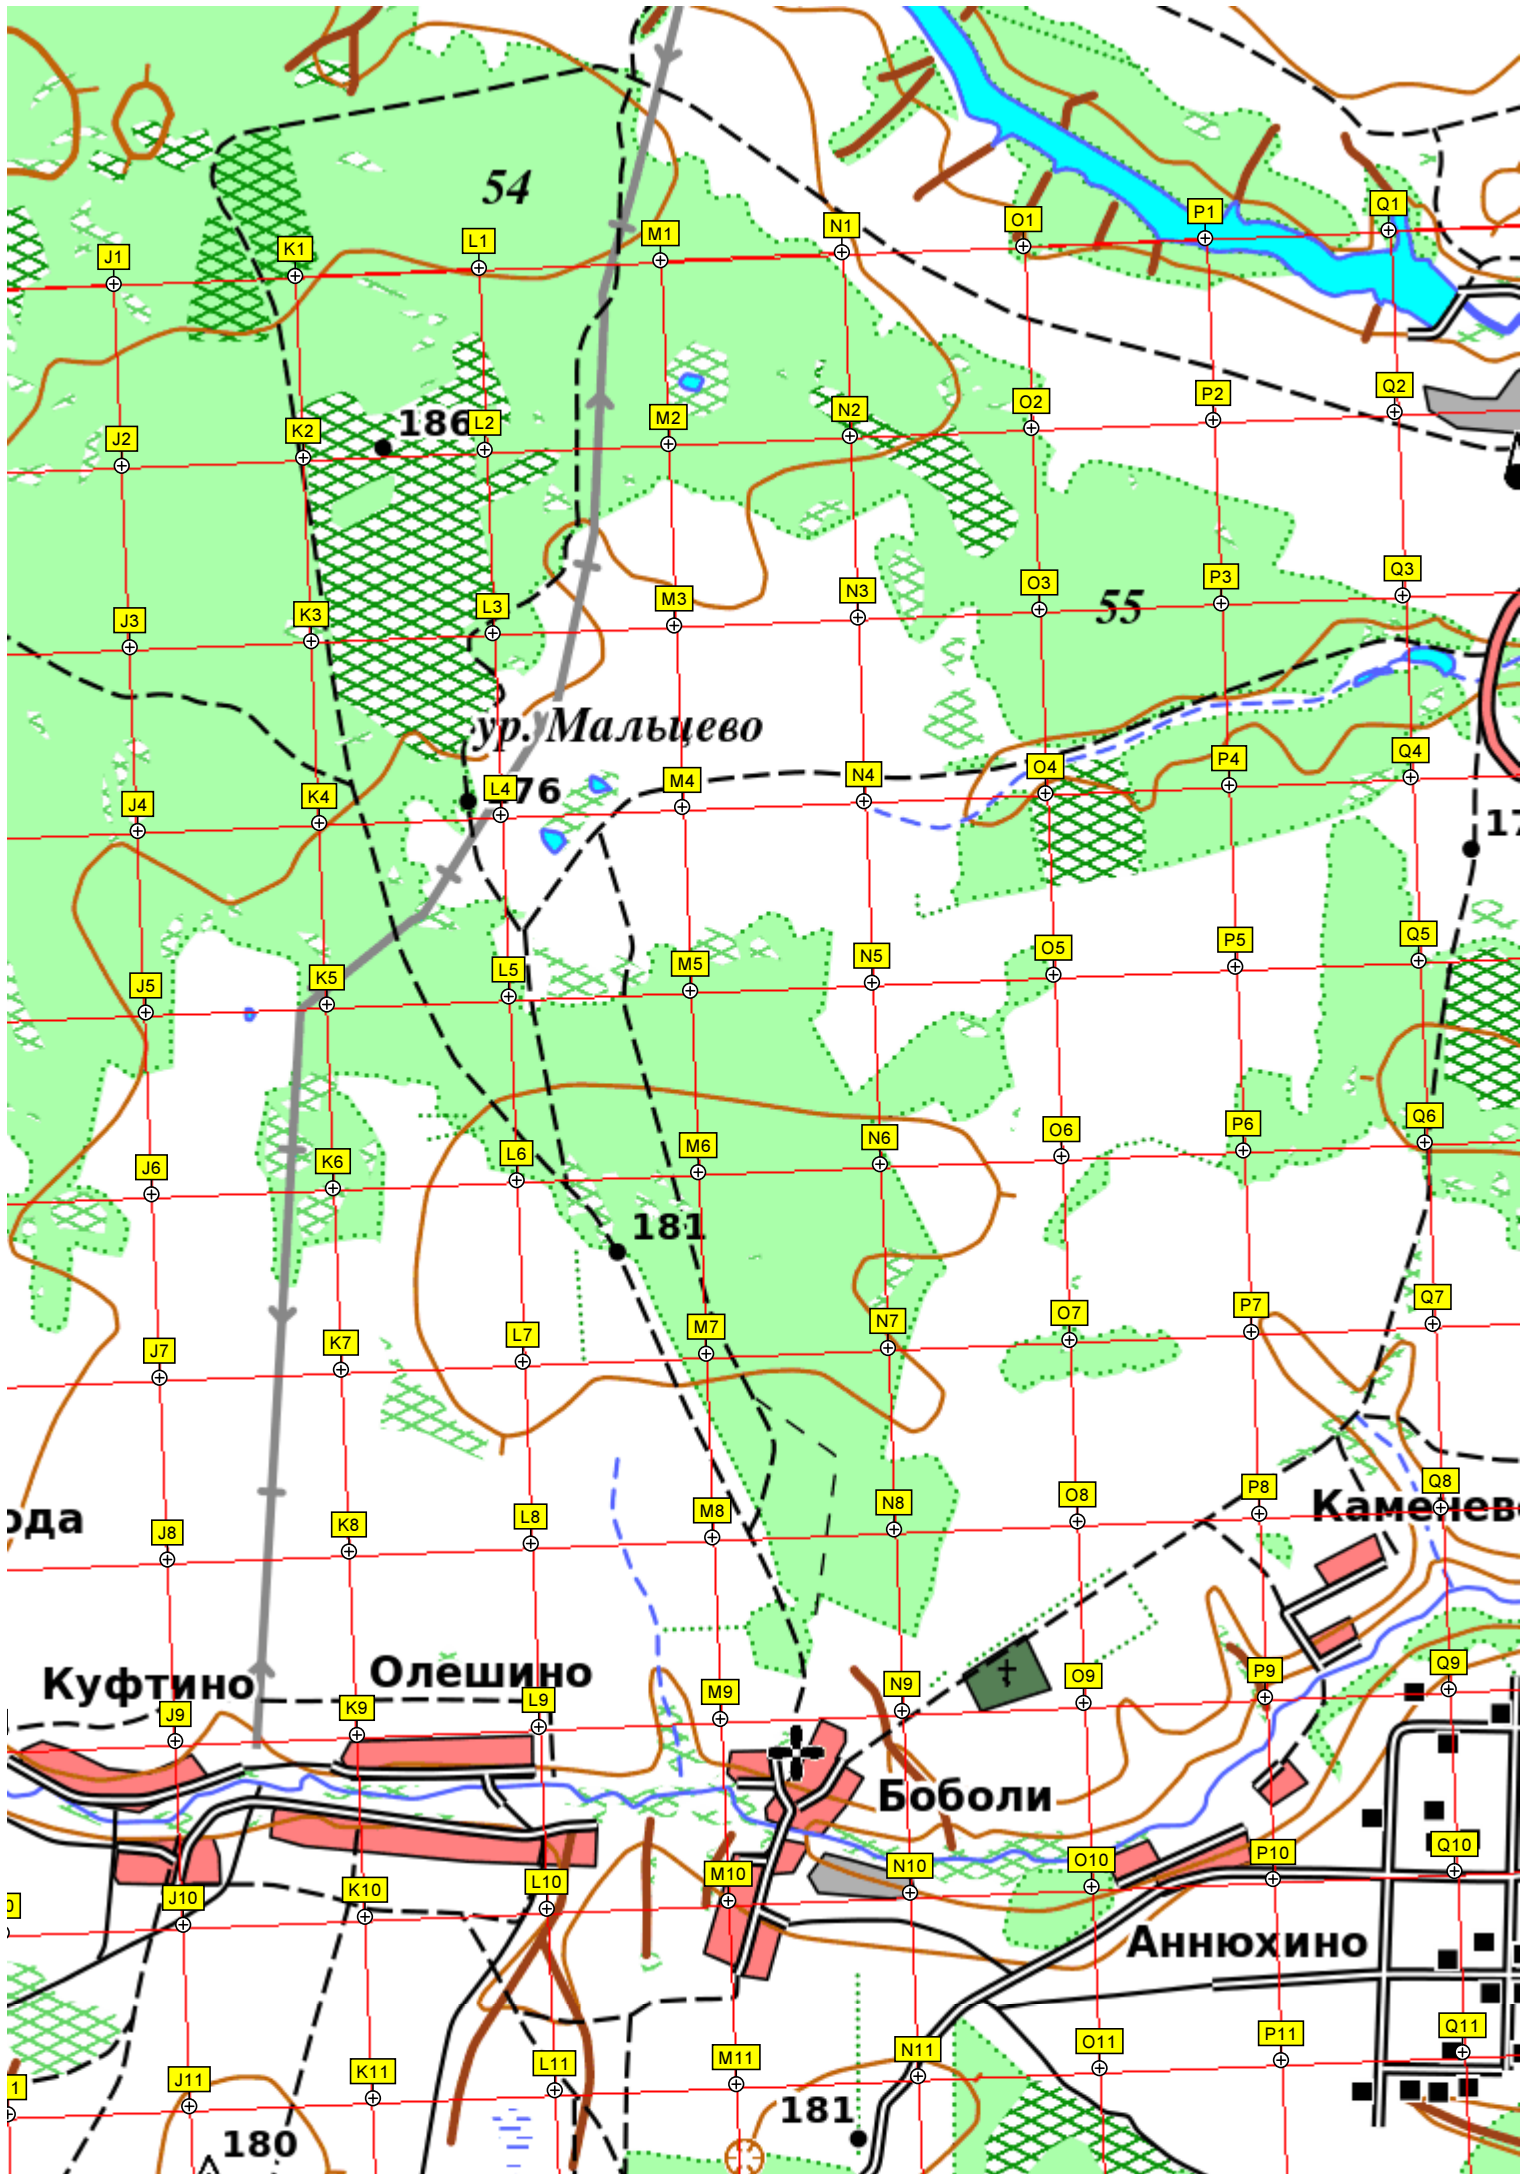 54
J1 K1 L1 M1 N1 O1 P1 Q1
J2 K2 186 L2 M2 N2 O2 P2 Q2
J3 K3 L3 M3 N3 O3 55 P3 Q3
ур. Мальцево
J4 K4 L4 76 M4 N4 O4 P4 Q4
17
J5 K5 L5 M5 N5 O5 P5 Q5
J6 K6 L6 M6 N6 O6 P6 Q6
181
J7 K7 L7 M7 N7 O7 P7 Q7
ода J8 K8 L8 M8 N8 O8 P8 Каменев Q8
Куфтино Олешино
J9 K9 L9 M9 N9 O9 P9 Q9
Боболи
0 J10 K10 L10 M10 N10 O10 P10 Q10
Аннюхино
1 J11 K11 L11 M11 N11 O11 P11 Q11
181
180